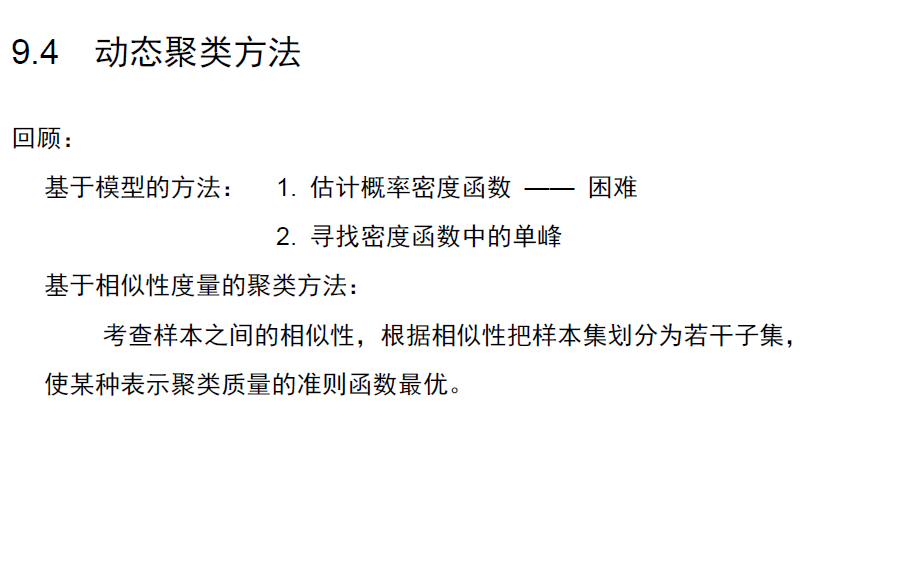 9.4 动态聚类方法
回顾：
基于模型的方法： 1. 估计概率密度函数 —— 困难
2. 寻找密度函数中的单峰
基于相似性度量的聚类方法：
考查样本之间的相似性，根据相似性把样本集划分为若干子集，
使某种表示聚类质量的准则函数最优。